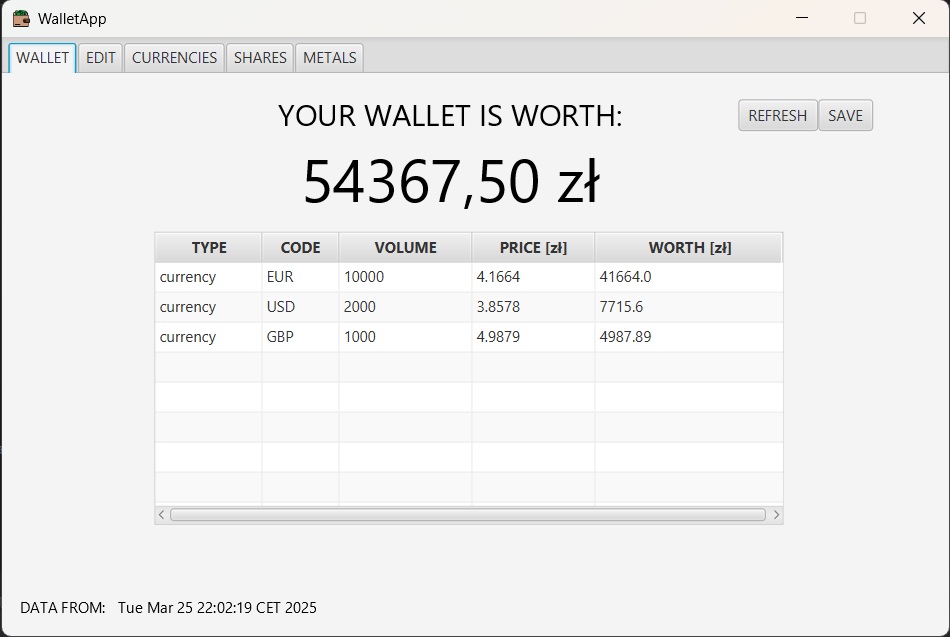 WalletApp
WALLET EDIT CURRENCIES SHARES METALS
YOUR WALLET IS WORTH:
REFRESH SAVE
54367,50 zł
TYPE CODE VOLUME PRICE [zł] WORTH [zł]
currency EUR 10000 4.1664 41664.0
currency USD 2000 3.8578 7715.6
currency GBP 1000 4.9879 4987.89
DATA FROM: Tue Mar 25 22:02:19 CET 2025